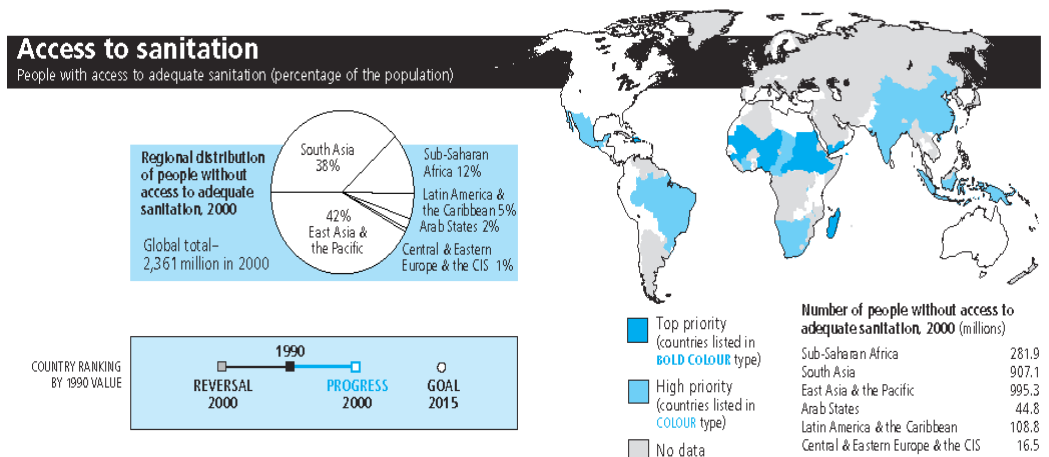 Access to sanitation
People with access to adequate sanitation (percentage of the population)
Regional distribution
of people without
access to adequate
sanitation, 2000
Global total–
2,361 million in 2000
South Asia
38%
Sub-Saharan
Africa 12%
Latin America &
the Caribbean 5%
Arab States 2%
Central & Eastern
Europe & the CIS 1%
42%
East Asia &
the Pacific
COUNTRY RANKING
BY 1990 VALUE
1990
REVERSAL
2000
PROGRESS
2000
GOAL
2015
Top priority
(countries listed in
BOLD COLOUR type)
High priority
(countries listed in
COLOUR type)
No data
Number of people without access to
adequate sanitation, 2000 (millions)
Sub-Saharan Africa 281.9
South Asia 907.1
East Asia & the Pacific 995.3
Arab States 44.8
Latin America & the Caribbean 108.8
Central & Eastern Europe & the CIS 16.5